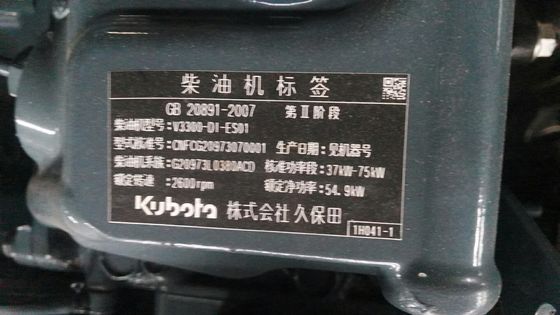 柴油机标签
GB 20891-2007 第Ⅱ阶段
柴油机型号：V3300-DI-ES01
型式核准号：CNFCG20973070001 生产日期：见机器号
柴油机系族：G20973L0380ACD 核准功率段：37kW-75kW
额定转速：2600rpm 额定净功率：54.9kW
Kubota 株式会社久保田
1H041-1